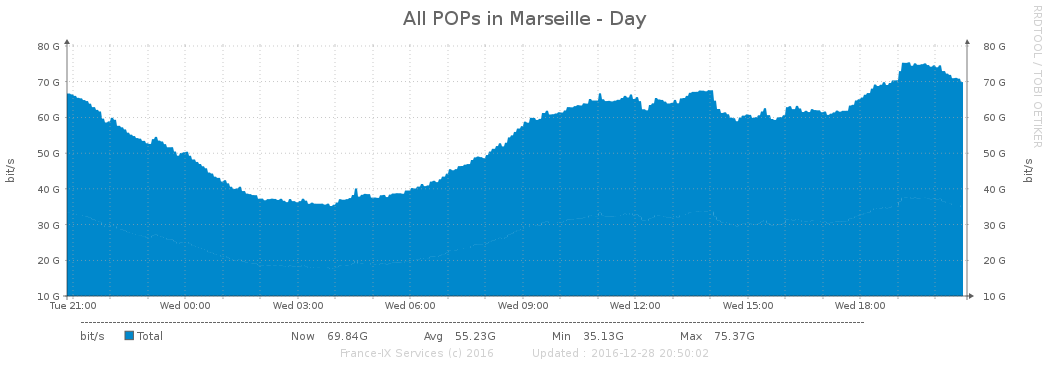 All POPs in Marseille - Day
RRDTOOL / TOBI OETIKER
bit/s
80 G
70 G
60 G
50 G
40 G
30 G
20 G
10 G
80 G
70 G
60 G
50 G
40 G
30 G
20 G
10 G
bit/s
Tue 21:00 Wed 00:00 Wed 03:00 Wed 06:00 Wed 09:00 Wed 12:00 Wed 15:00 Wed 18:00
bit/s Total Now 69.84G Avg 55.23G Min 35.13G Max 75.37G
France-IX Services (c) 2016 Updated : 2016-12-28 20:50:02